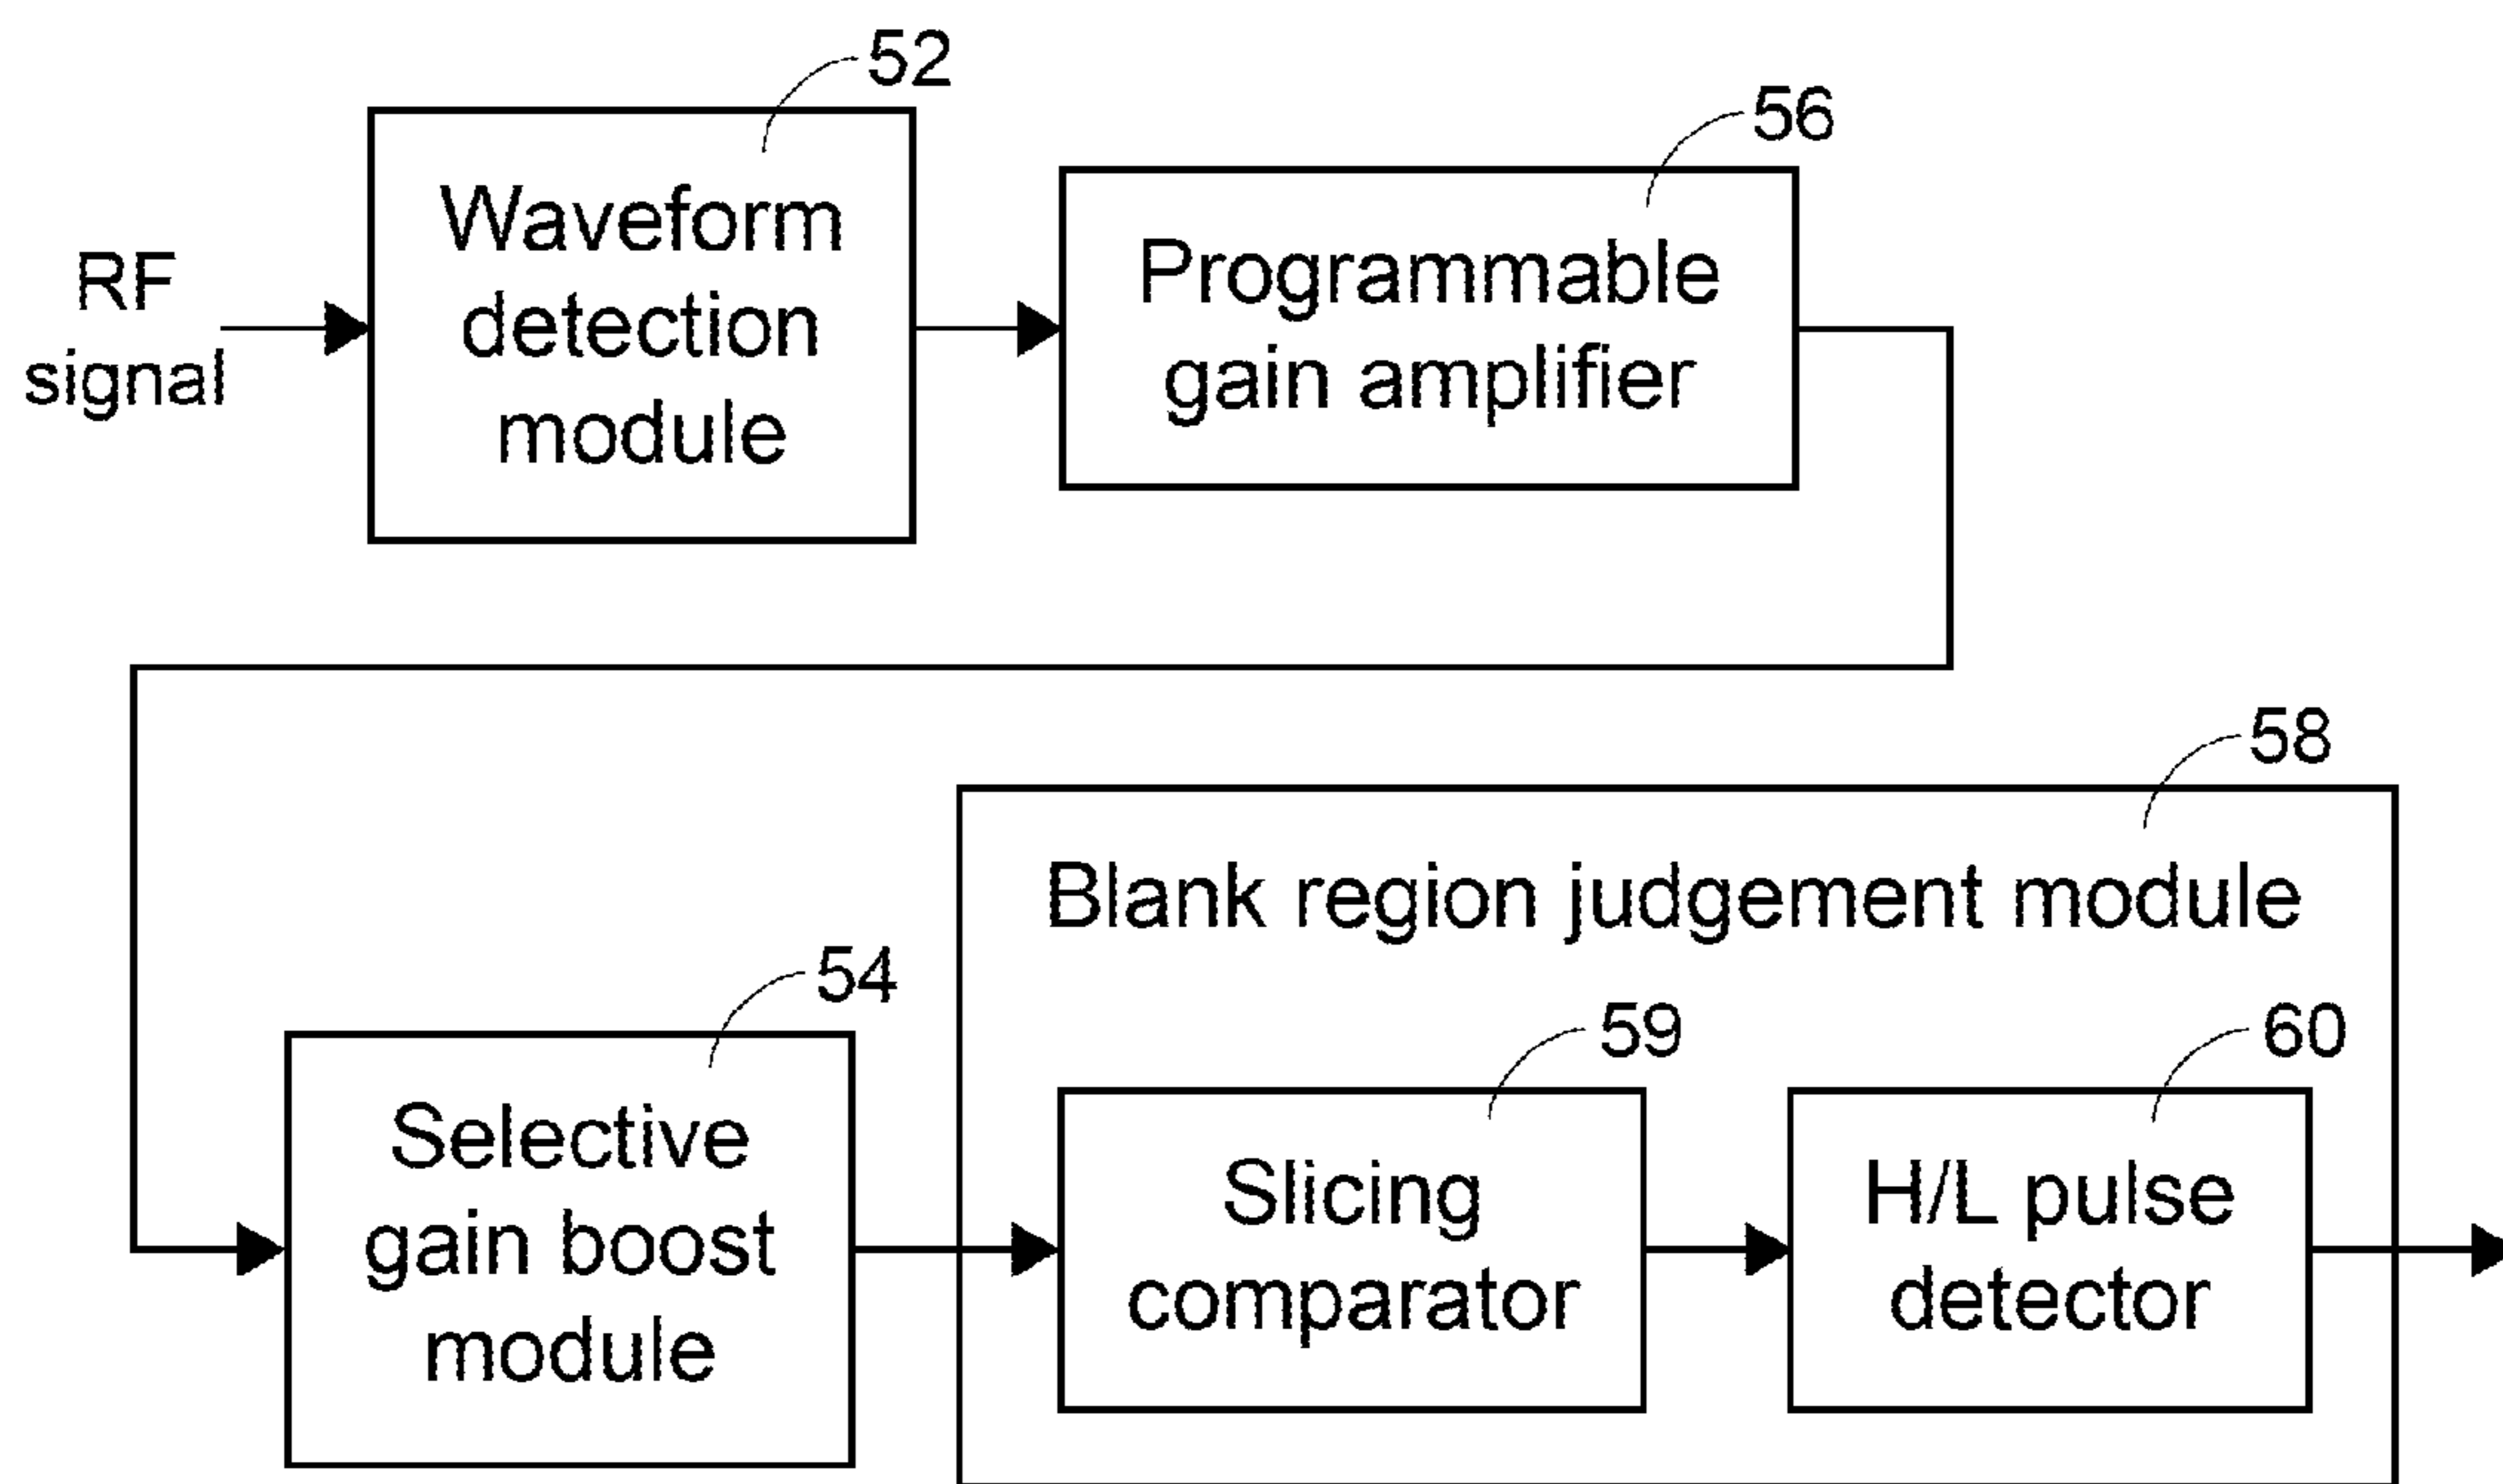 52
56
RF
signal
Waveform
detection
module
Programmable
gain amplifier
58
Blank region judgement module
54
59
60
Selective
gain boost
module
Slicing
comparator
H/L pulse
detector